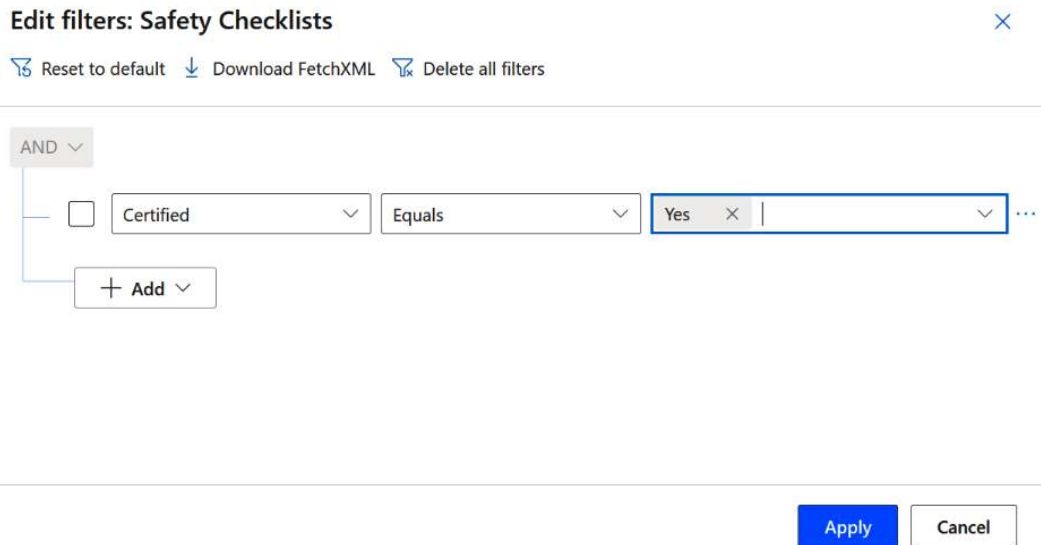 Edit filters: Safety Checklists
Reset to default Download FetchXML Delete all filters
AND
Certified Equals Yes
Add
Apply Cancel